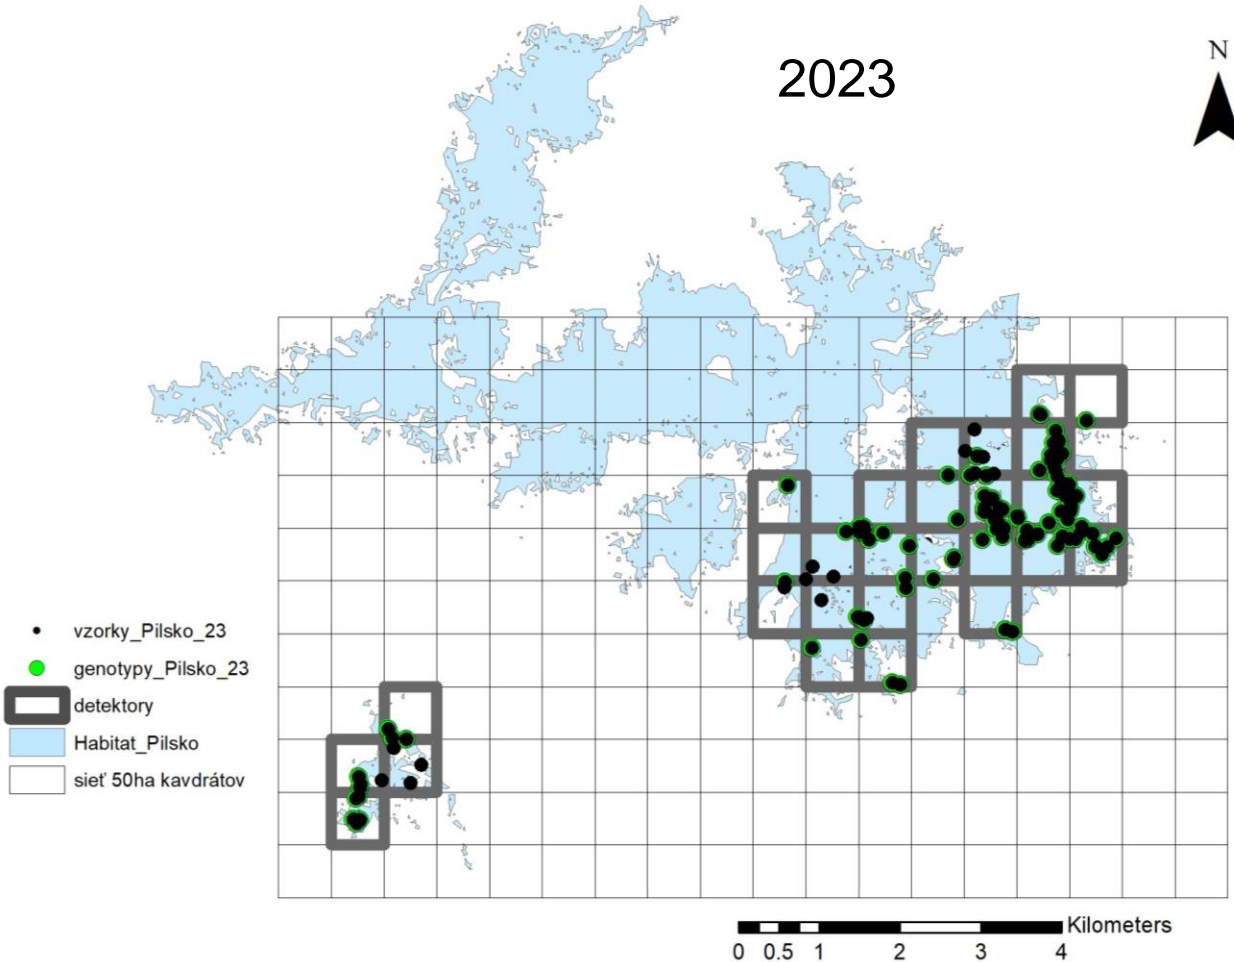 2023
N
vzorky_Pilsko_23
genotypy_Pilsko_23
detektory
Habitat_Pilsko
sieť 50ha kavdrátov
Kilometers
0 0.5 1 2 3 4